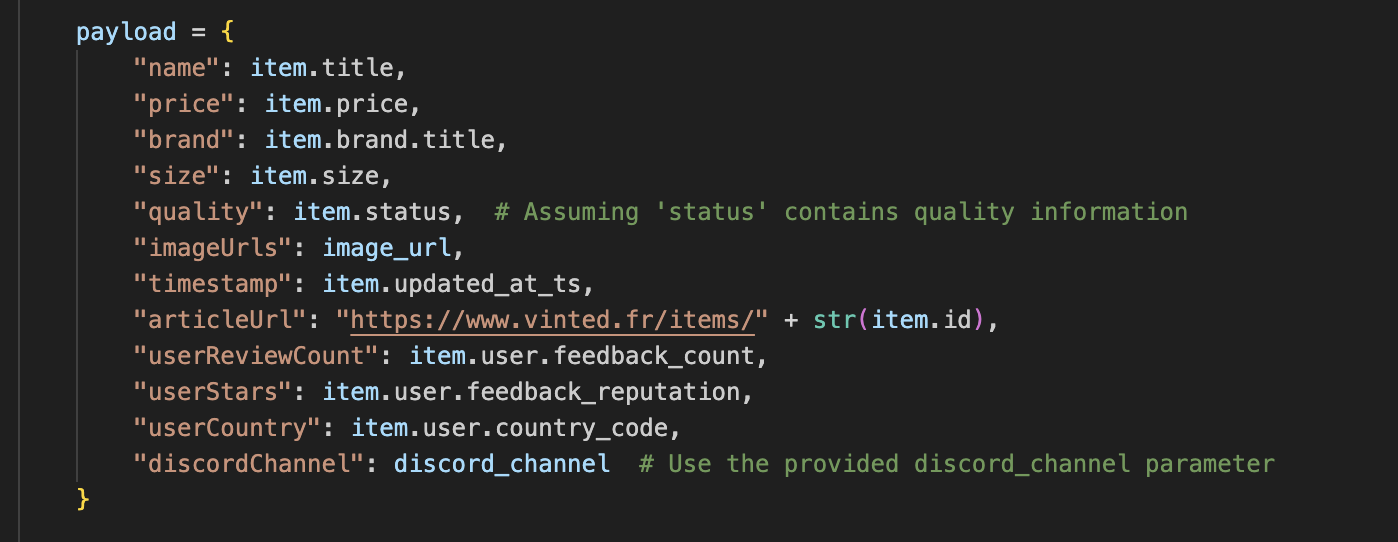 payload = {
"name": item.title,
"price": item.price,
"brand": item.brand.title,
"size": item.size,
"quality": item.status,  # Assuming 'status' contains quality information
"imageUrls": image_url,
"timestamp": item.updated_at_ts,
"articleUrl": "https://www.vinted.fr/items/" + str(item.id),
"userReviewCount": item.user.feedback_count,
"userStars": item.user.feedback_reputation,
"userCountry": item.user.country_code,
"discordChannel": discord_channel  # Use the provided discord_channel parameter
}